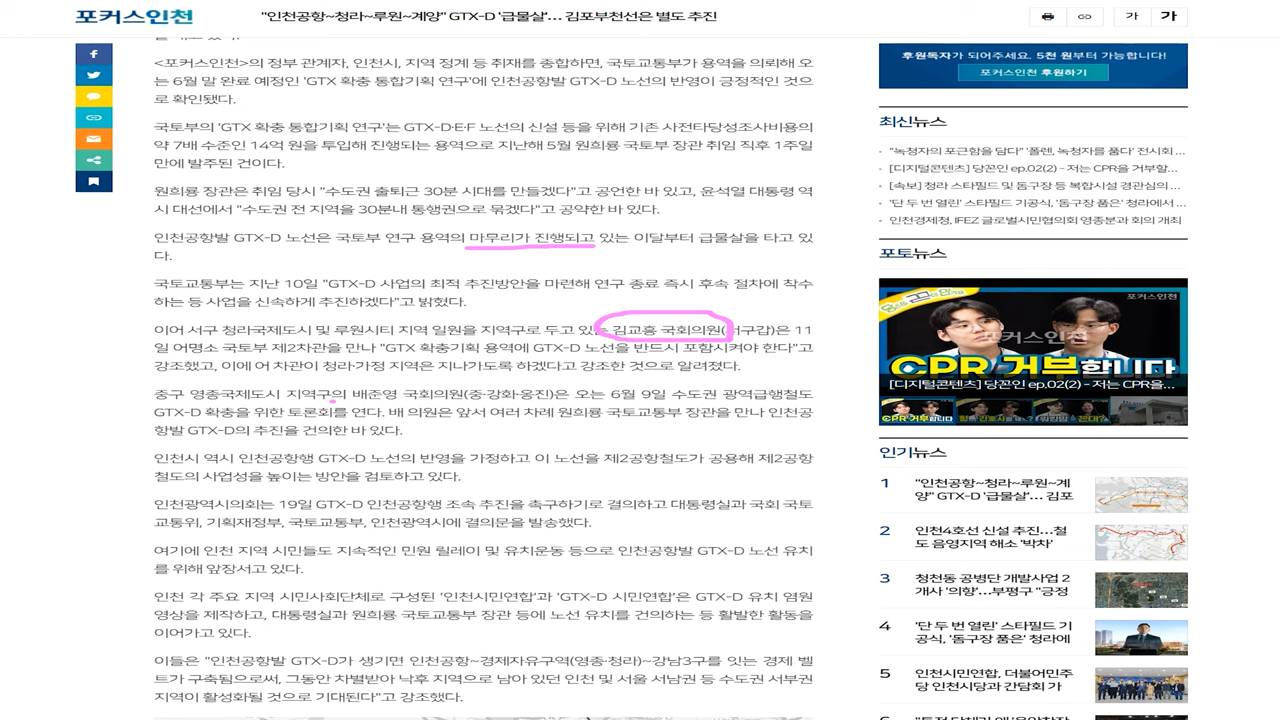 포커스인천
"인천공항~청라~루원~계양" GTX-D '급물살'... 김포부천선은 별도 추진
가 가
<포커스인천>의 정부 관계자, 인천시, 지역 정계 등 취재를 종합하면, 국토교통부가 용역을 의뢰해 오
는 6월 말 완료 예정인 'GTX 확충 통합기획 연구'에 인천공항발 GTX-D 노선의 반영이 긍정적인 것으
로 확인됐다.
국토부의 'GTX 확충 통합기획 연구'는 GTX-D·E·F 노선의 신설 등을 위해 기존 사전타당성조사비용의
약 7배 수준인 14억 원을 투입해 진행되는 용역으로 지난해 5월 원희룡 국토부 장관 취임 직후 1주일
만에 발주된 건이다.
원희룡 장관은 취임 당시 "수도권 출퇴근 30분 시대를 만들겠다"고 공언한 바 있고, 윤석열 대통령 역
시 대선에서 "수도권 전 지역을 30분내 통행권으로 묶겠다"고 공약한 바 있다.
인천공항발 GTX-D 노선은 국토부 연구 용역의 마무리가 진행되고 있는 이달부터 급물살을 타고 있
다.
국토교통부는 지난 10일 "GTX-D 사업의 최적 추진방안을 마련해 연구 종료 즉시 후속 절차에 착수
하는 등 사업을 신속하게 추진하겠다"고 밝혔다.
이어 서구 청라국제도시 및 루원시티 지역 일원을 지역구로 두고 있는 김교흥 국회의원(서구갑)은 11
일 어명소 국토부 제2차관을 만나 "GTX 확충기획 용역에 GTX-D 노선을 반드시 포함시켜야 한다"고
강조했고, 이에 어 차관이 청라·가정 지역은 지나가도록 하겠다고 강조한 것으로 알려졌다.
중구 영종국제도시 지역구의 배준영 국회의원(중·강화·옹진)은 오는 6월 9일 수도권 광역급행철도
GTX-D 확충을 위한 토론회를 연다. 배 의원은 앞서 여러 차례 원희룡 국토교통부 장관을 만나 인천공
항발 GTX-D의 추진을 건의한 바 있다.
인천시 역시 인천공항행 GTX-D 노선의 반영을 가정하고 이 노선을 제2공항철도가 공용해 제2공항
철도의 사업성을 높이는 방안을 검토하고 있다.
인천광역시의회는 19일 GTX-D 인천공항행 조속 추진을 촉구하기로 결의하고 대통령실과 국회 국토
교통위, 기획재정부, 국토교통부, 인천광역시에 결의문을 발송했다.
여기에 인천 지역 시민들도 지속적인 민원 릴레이 및 유치운동 등으로 인천공항발 GTX-D 노선 유치
를 위해 앞장서고 있다.
인천 각 주요 지역 시민사회단체로 구성된 '인천시민연합'과 'GTX-D 시민연합'은 GTX-D 유치 염원
영상을 제작하고, 대통령실과 원희룡 국토교통부 장관 등에 노선 유치를 건의하는 등 활발한 활동을
이어가고 있다.
이들은 "인천공항발 GTX-D가 생기면 인천공항~경제자유구역(영종·청라)~강남3구를 잇는 경제 벨
트가 구축됨으로써, 그동안 차별받아 낙후 지역으로 남아 있던 인천 및 서울 서남권 등 수도권 서부권
지역이 활성화될 것으로 기대된다"고 강조했다.
후원독자가 되어주세요. 5천 원부터 가능합니다!
포커스인천 후원하기
최신뉴스
"녹청자의 포근함을 담다" '폴렌, 녹청자를 품다' 전시회 ...
[디지털콘텐츠] 당꼰인 ep.02(2) - 저는 CPR을 거부할...
[속보] 청라 스타필드 및 돔구장 등 복합시설 경관심의 ...
'단 두 번 열린' 스타필드 기공식, '돔구장 품은' 청라에서 ...
인천경제청, IFEZ 글로벌시민협의회 영종분과 회의 개최
포토뉴스
포커스인천
포커스인천
CPR 거부합니다
[디지털콘텐츠] 당꼰인 ep.02(2) - 저는 CPR을...
인기뉴스
1 "인천공항~청라~루원~계
양" GTX-D '급물살'... 김포
2 인천4호선 신설 추진...철
도 음영지역 해소 '박차'
3 청천동 공병단 개발사업 2
개사 '의향'...부평구 "긍정
4 '단 두 번 열린' 스타필드 기
공식, '돔구장 품은' 청라에
5 인천시민연합, 더불어민주
당 인천시당과 간담회 가